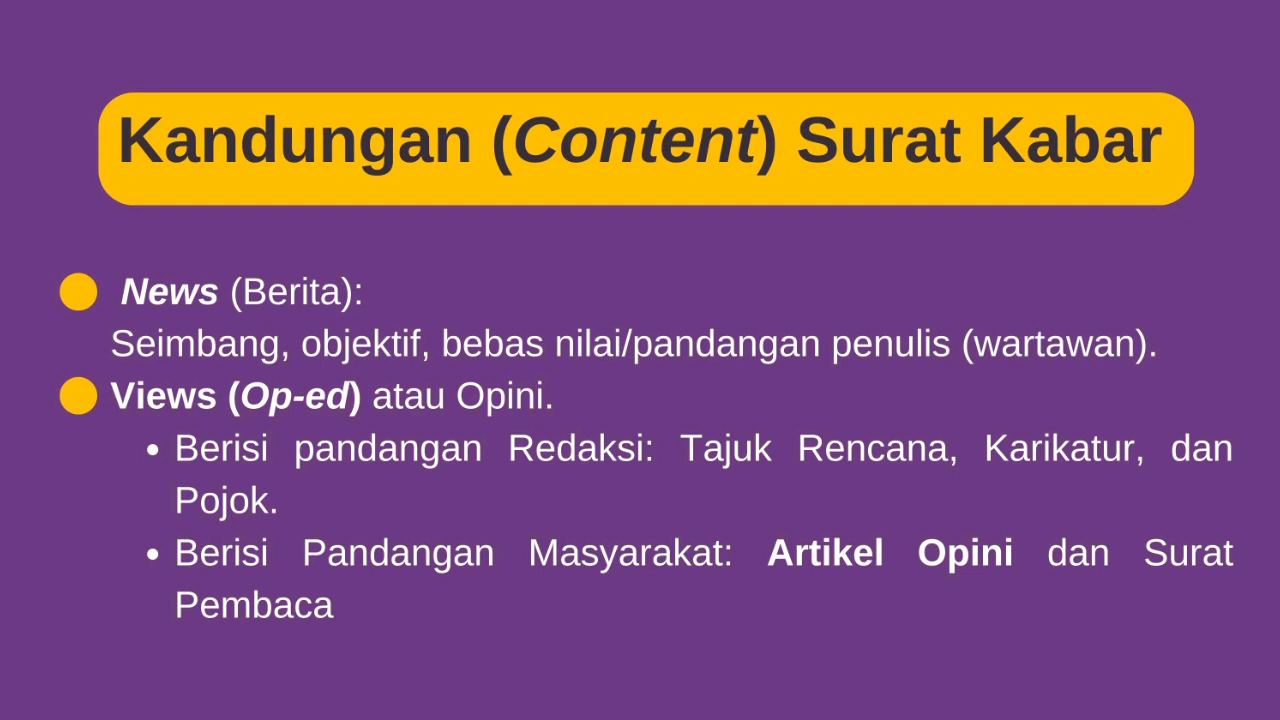 Kandungan (Content) Surat Kabar
News (Berita):
Seimbang, objektif, bebas nilai/pandangan penulis (wartawan).
Views (Op-ed) atau Opini.
• Berisi pandangan Redaksi: Tajuk Rencana, Karikatur, dan
Pojok.
• Berisi Pandangan Masyarakat: Artikel Opini dan Surat
Pembaca